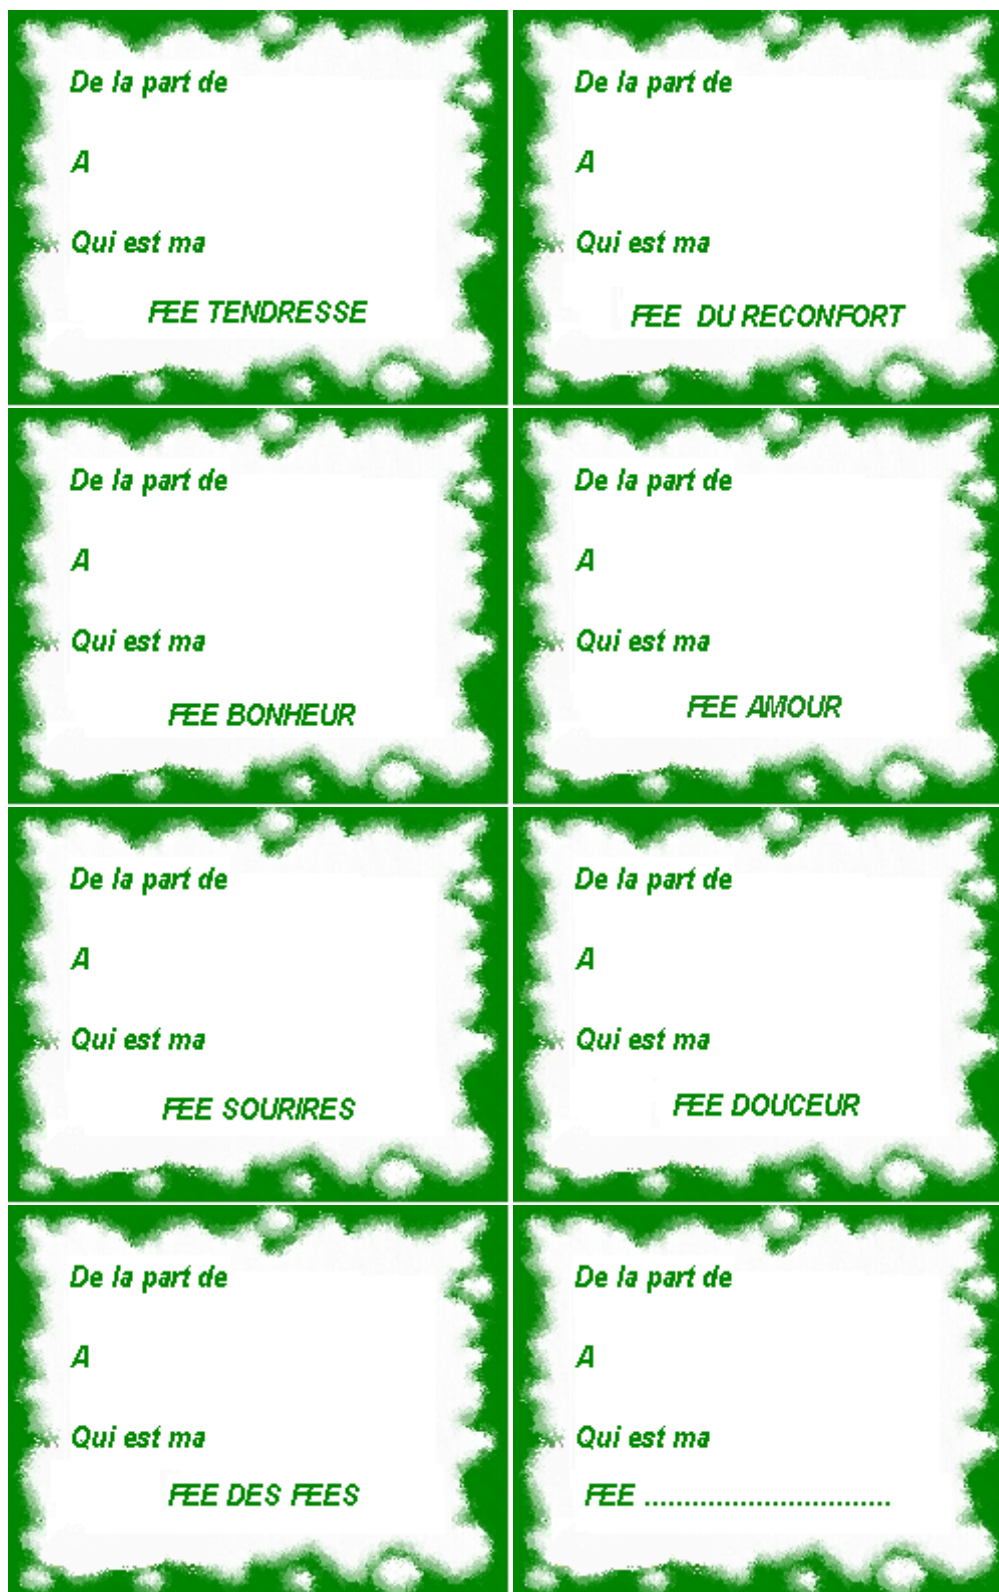 De la part de
A
Qui est ma
FEE TENDRESSE
De la part de
A
Qui est ma
FEE DU RECONFORT
De la part de
A
Qui est ma
FEE BONHEUR
De la part de
A
Qui est ma
FEE AMOUR
De la part de
A
Qui est ma
FEE SOURIRES
De la part de
A
Qui est ma
FEE DOUCEUR
De la part de
A
Qui est ma
FEE DES FEES
De la part de
A
Qui est ma
FEE ...............................